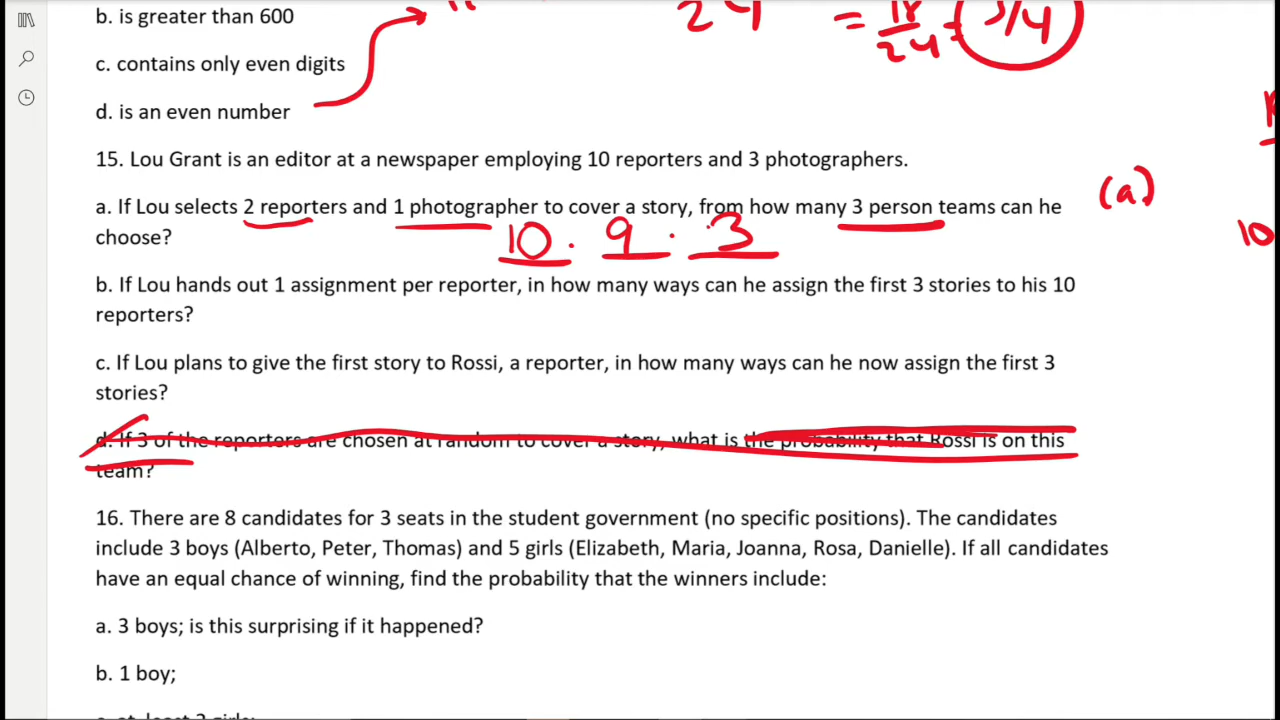 b. is greater than 600
24 = 18/24 = 3/4
c. contains only even digits
d. is an even number
15. Lou Grant is an editor at a newspaper employing 10 reporters and 3 photographers.
(a)
a. If Lou selects 2 reporters and 1 photographer to cover a story, from how many 3 person teams can he
choose?
10 . 9 . 3
10
b. If Lou hands out 1 assignment per reporter, in how many ways can he assign the first 3 stories to his 10
reporters?
c. If Lou plans to give the first story to Rossi, a reporter, in how many ways can he now assign the first 3
stories?
d. If 3 of the reporters are chosen at random to cover a story, what is the probability that Rossi is on this
team?
16. There are 8 candidates for 3 seats in the student government (no specific positions). The candidates
include 3 boys (Alberto, Peter, Thomas) and 5 girls (Elizabeth, Maria, Joanna, Rosa, Danielle). If all candidates
have an equal chance of winning, find the probability that the winners include:
a. 3 boys; is this surprising if it happened?
b. 1 boy;